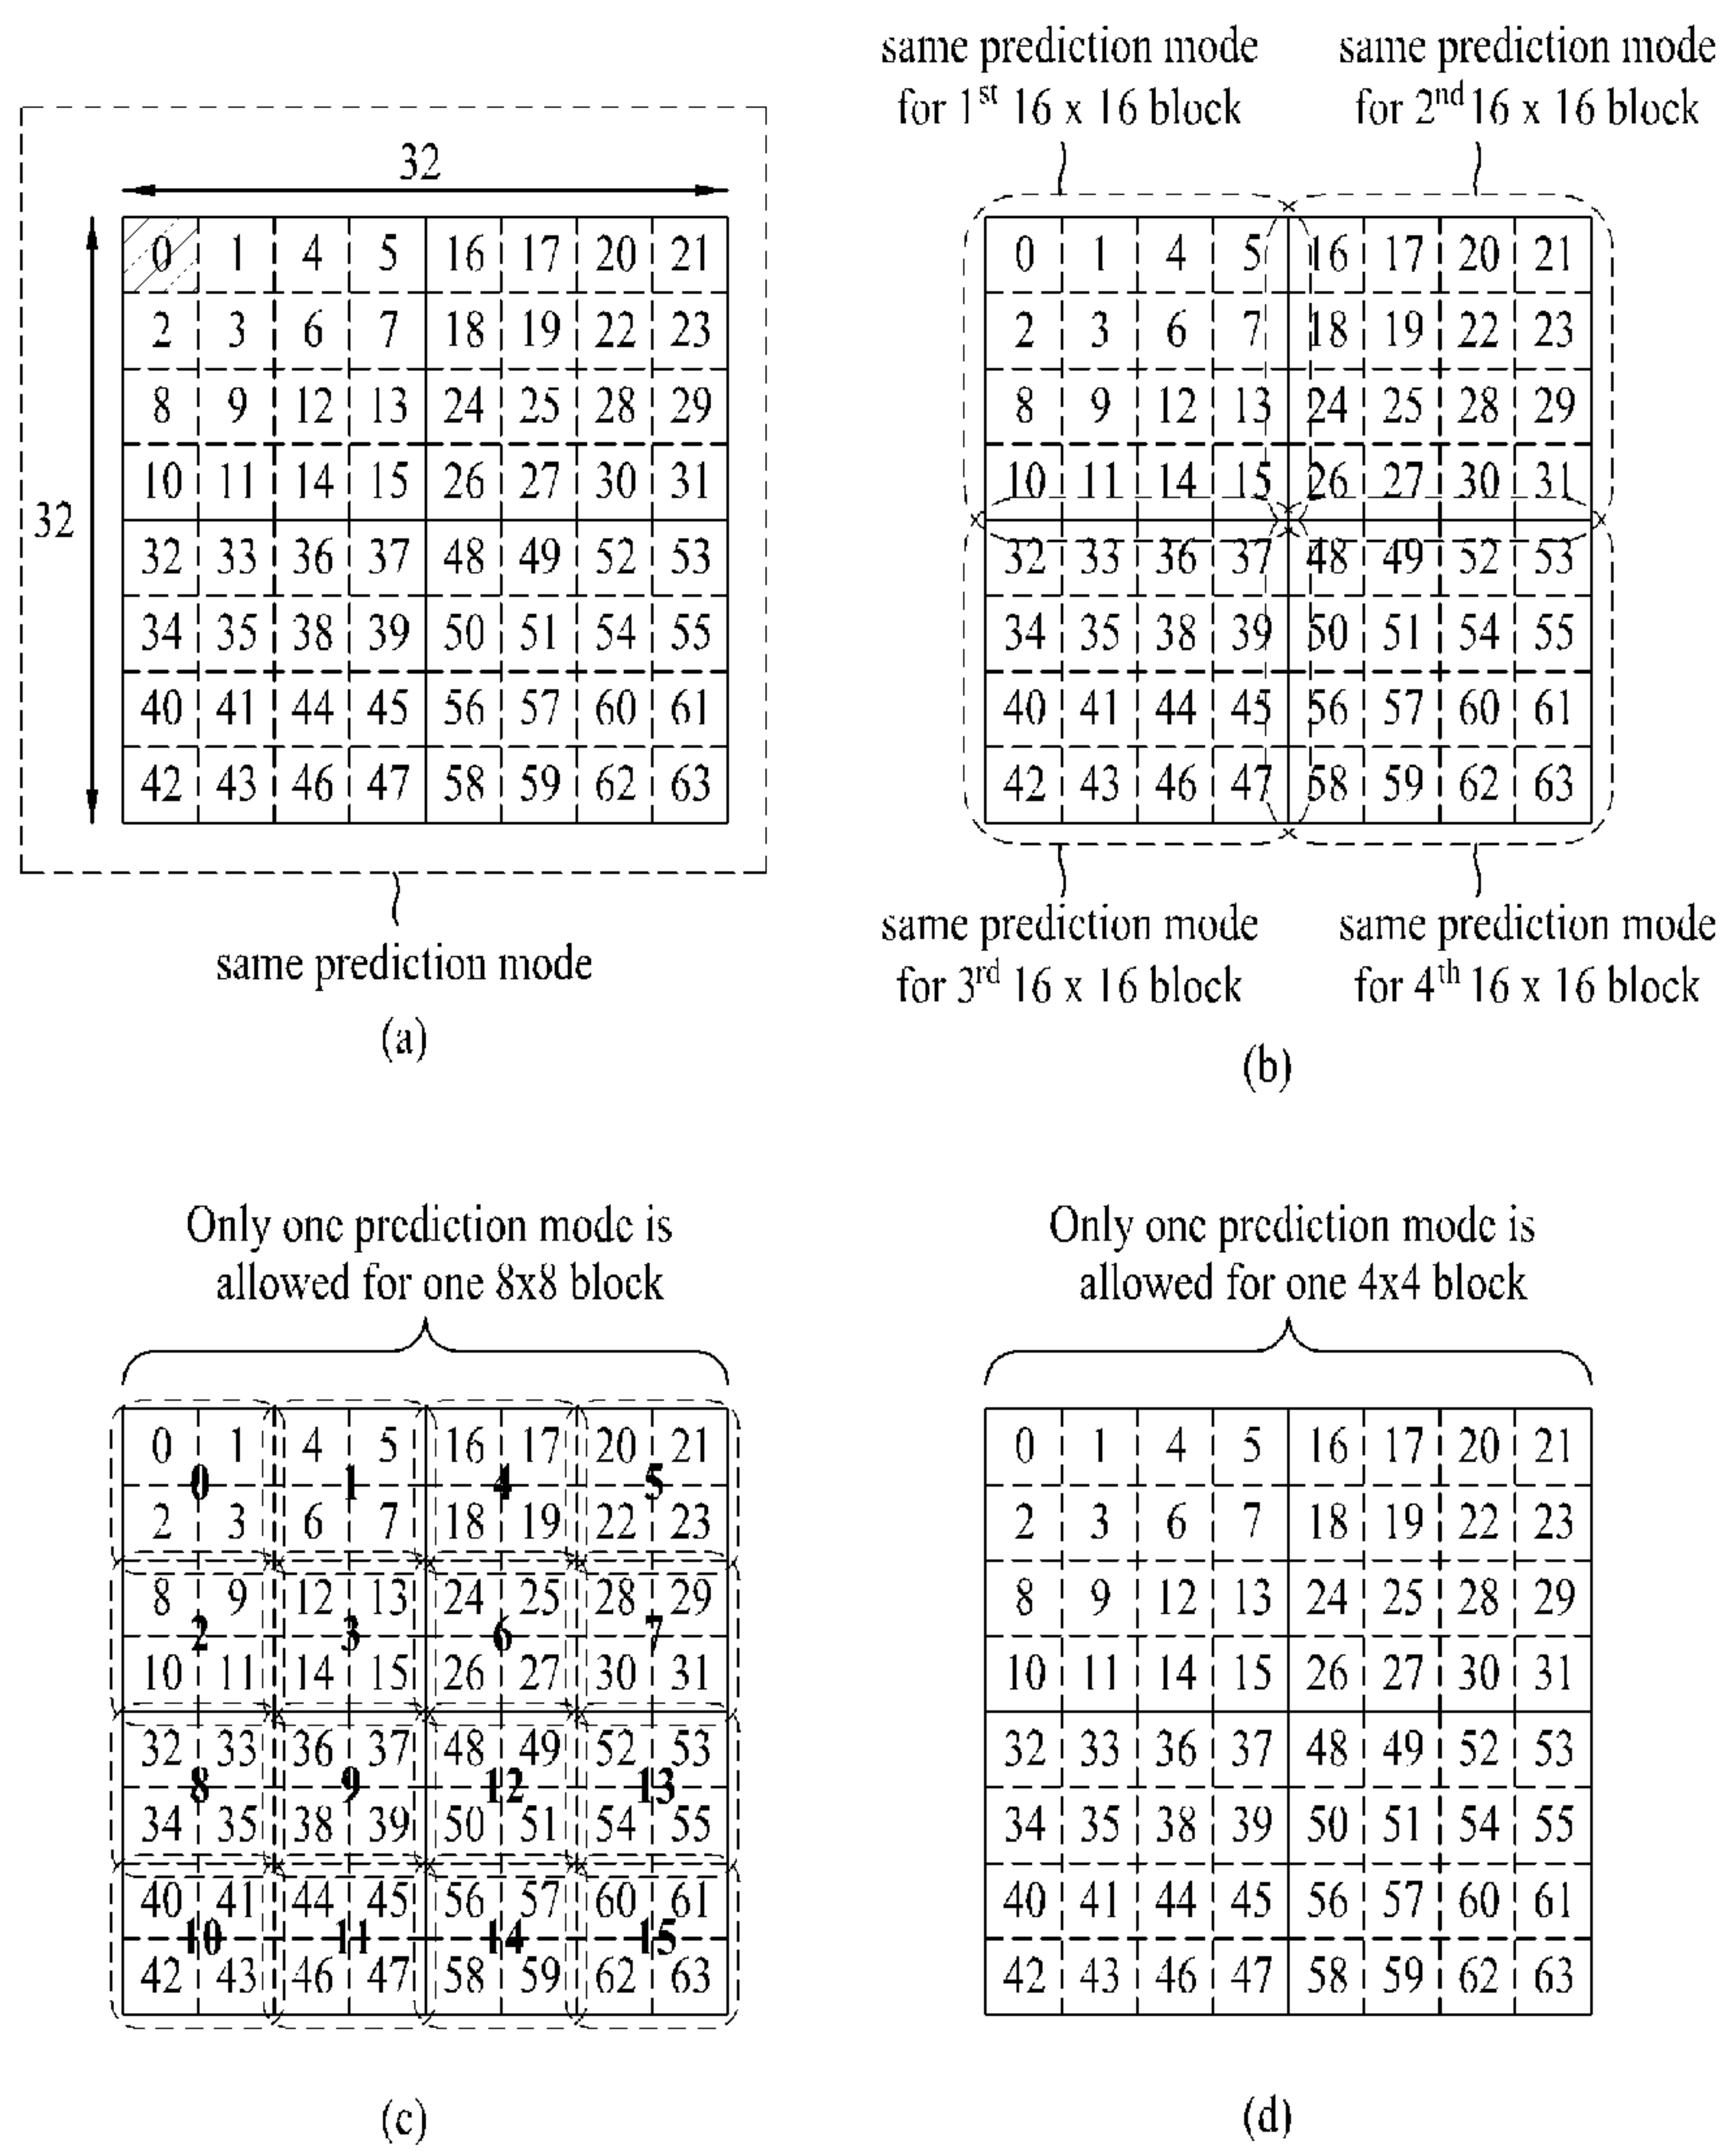 32
32
0 1 4 5 16 17 20 21
2 3 6 7 18 19 22 23
8 9 12 13 24 25 28 29
10 11 14 15 26 27 30 31
32 33 36 37 48 49 52 53
34 35 38 39 50 51 54 55
40 41 44 45 56 57 60 61
42 43 46 47 58 59 62 63
same prediction mode
(a)
same prediction mode
for 1st 16 x 16 block
same prediction mode
for 2nd 16 x 16 block
0 1 4 5 16 17 20 21
2 3 6 7 18 19 22 23
8 9 12 13 24 25 28 29
10 11 14 15 26 27 30 31
32 33 36 37 48 49 52 53
34 35 38 39 50 51 54 55
40 41 44 45 56 57 60 61
42 43 46 47 58 59 62 63
same prediction mode
for 3rd 16 x 16 block
same prediction mode
for 4th 16 x 16 block
(b)
Only one prediction mode is
allowed for one 8x8 block
0 1 4 5 16 17 20 21
0 1 4 5
2 3 6 7 18 19 22 23
8 9 12 13 24 25 28 29
2 3 6 7
10 11 14 15 26 27 30 31
32 33 36 37 48 49 52 53
8 9 12 13
34 35 38 39 50 51 54 55
40 41 44 45 56 57 60 61
10 11 14 15
42 43 46 47 58 59 62 63
(c)
Only one prediction mode is
allowed for one 4x4 block
0 1 4 5 16 17 20 21
2 3 6 7 18 19 22 23
8 9 12 13 24 25 28 29
10 11 14 15 26 27 30 31
32 33 36 37 48 49 52 53
34 35 38 39 50 51 54 55
40 41 44 45 56 57 60 61
42 43 46 47 58 59 62 63
(d)